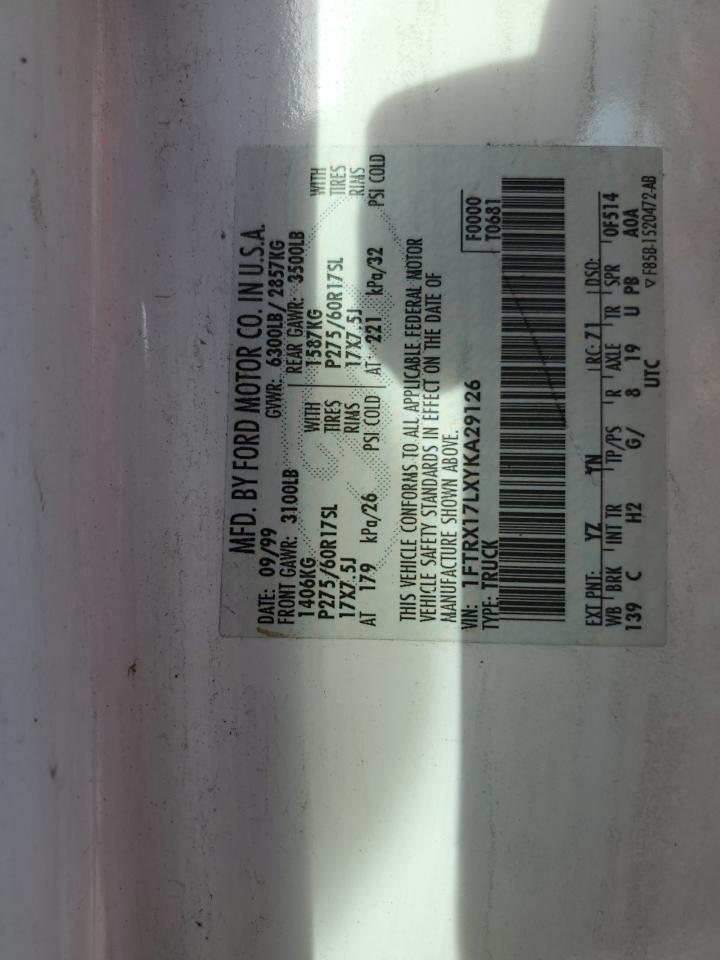 MFD. BY FORD MOTOR CO. IN U.S.A.
DATE: 09/99 GVWR: 6300LB/ 2857KG
FRONT GAWR: 3100LB REAR GAWR: 3500LB
1406KG WITH 1587KG WITH
P275/60R17SL TIRES P275/60R17SL TIRES
17X7.5J RIMS 17X7.5J RIMS
AT 179 kPa/26 PSI COLD AT 221 kPa/32 PSI COLD
THIS VEHICLE CONFORMS TO ALL APPLICABLE FEDERAL MOTOR
VEHICLE SAFETY STANDARDS IN EFFECT ON THE DATE OF
MANUFACTURE SHOWN ABOVE.
VIN: 1FTRX17LXYKA29126 F0000
TYPE: TRUCK T0681
EXT PNT: YZ YN RC: 71 DSO:
WB BRK INT TR TP/PS R AXLE TR SPR 0F514
139 C H2 G/ 8 19 U PB A0A
UTC ▽ F85B-1520472-AB